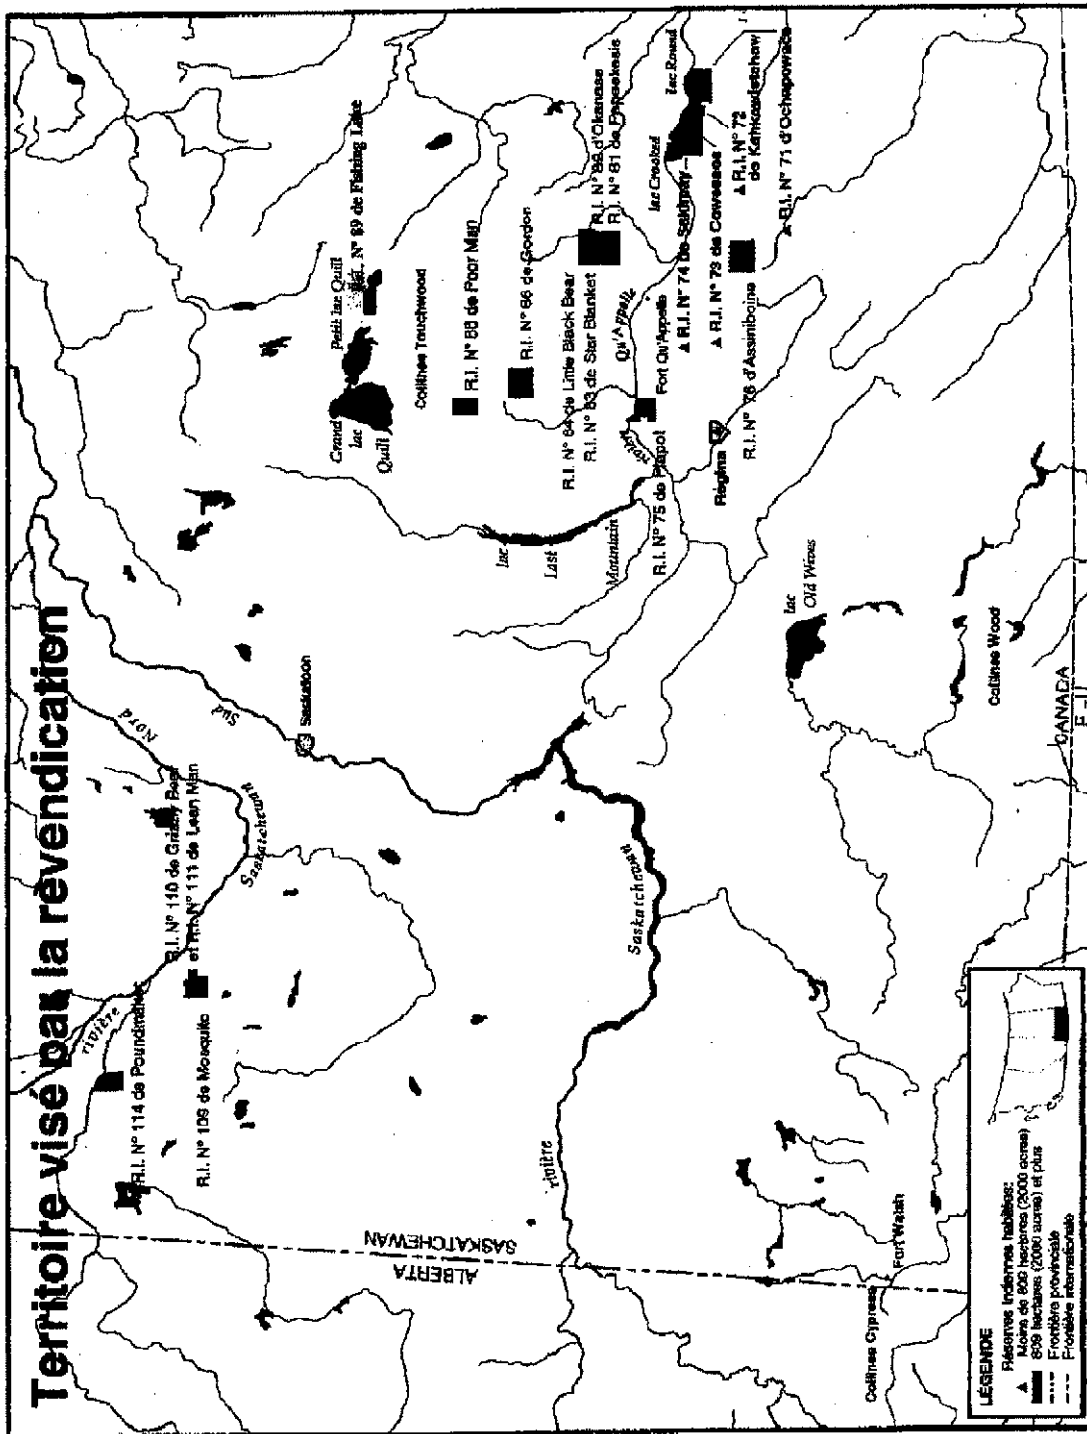 Territoire visé par la revendication
rivière
Nord
Sud
Saskatchewan
R.I. N° 114 de Poundmaker
R.I. N° 110 de Grizzly Bear
et R.I. N° 111 de Lean Man
R.I. N° 109 de Mosquito
Saskatoon
Grand
lac
Quill
Petit lac Quill
R.I. N° 89 de Fishing Lake
Collines Touchwood
R.I. N° 88 de Poor Man
R.I. N° 86 de Gordon
lac
Last
Mountain
R.I. N° 84 de Little Black Bear
R.I. N° 83 de Star Blanket
R.I. N° 82 d'Okanase
R.I. N° 81 de Peepeekesis
Qu'Appelle
Fort Qu'Appelle
R.I. N° 75 de Piapot
lac Crooked
lac Round
R.I. N° 74 De Sakimay
R.I. N° 73 de Cowessess
R.I. N° 72
de Kahkewistahaw
R.I. N° 71 d'Ochapowace
Regina
R.I. N° 76 d'Assiniboine
ALBERTA
SASKATCHEWAN
rivière
Saskatchewan
lac
Old Wives
Collines Wood
Collines Cypress
Fort Walsh
CANADA
É.-U.
LÉGENDE
Réserves indiennes habitées:
Moins de 809 hectares (2000 acres)
809 hectares (2000 acres) et plus
Frontière provinciale
Frontière internationale